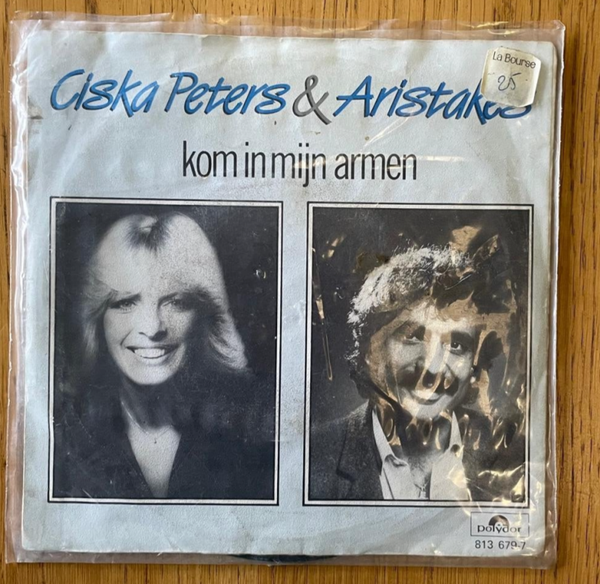 La Bourse
25
Ciska Peters & Aristakes
kom in mijn armen
polydor
813 679-7